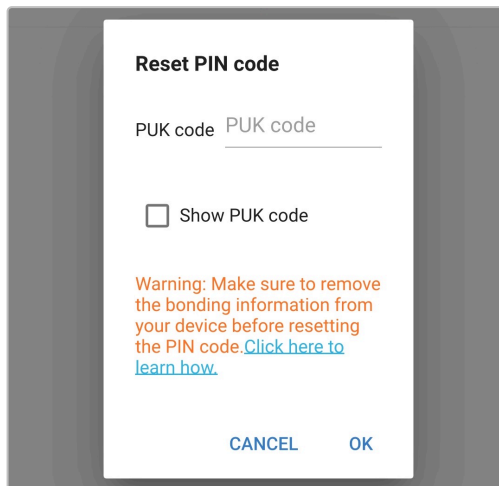 Reset PIN code
PUK code PUK code
Show PUK code
Warning: Make sure to remove
the bonding information from
your device before resetting
the PIN code.Click here to
learn how.
CANCEL OK